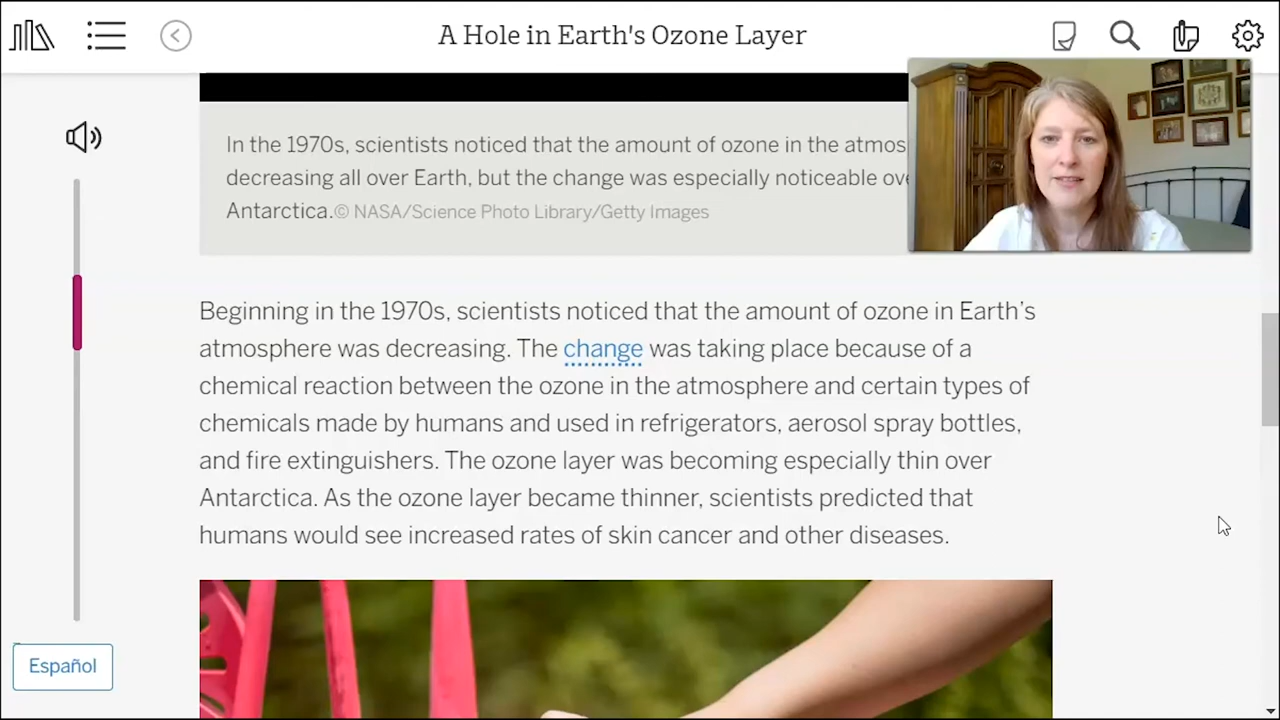 A Hole in Earth's Ozone Layer
In the 1970s, scientists noticed that the amount of ozone in the atmos
decreasing all over Earth, but the change was especially noticeable ov
Antarctica.© NASA/Science Photo Library/Getty Images
Beginning in the 1970s, scientists noticed that the amount of ozone in Earth’s
atmosphere was decreasing. The change was taking place because of a
chemical reaction between the ozone in the atmosphere and certain types of
chemicals made by humans and used in refrigerators, aerosol spray bottles,
and fire extinguishers. The ozone layer was becoming especially thin over
Antarctica. As the ozone layer became thinner, scientists predicted that
humans would see increased rates of skin cancer and other diseases.
Español